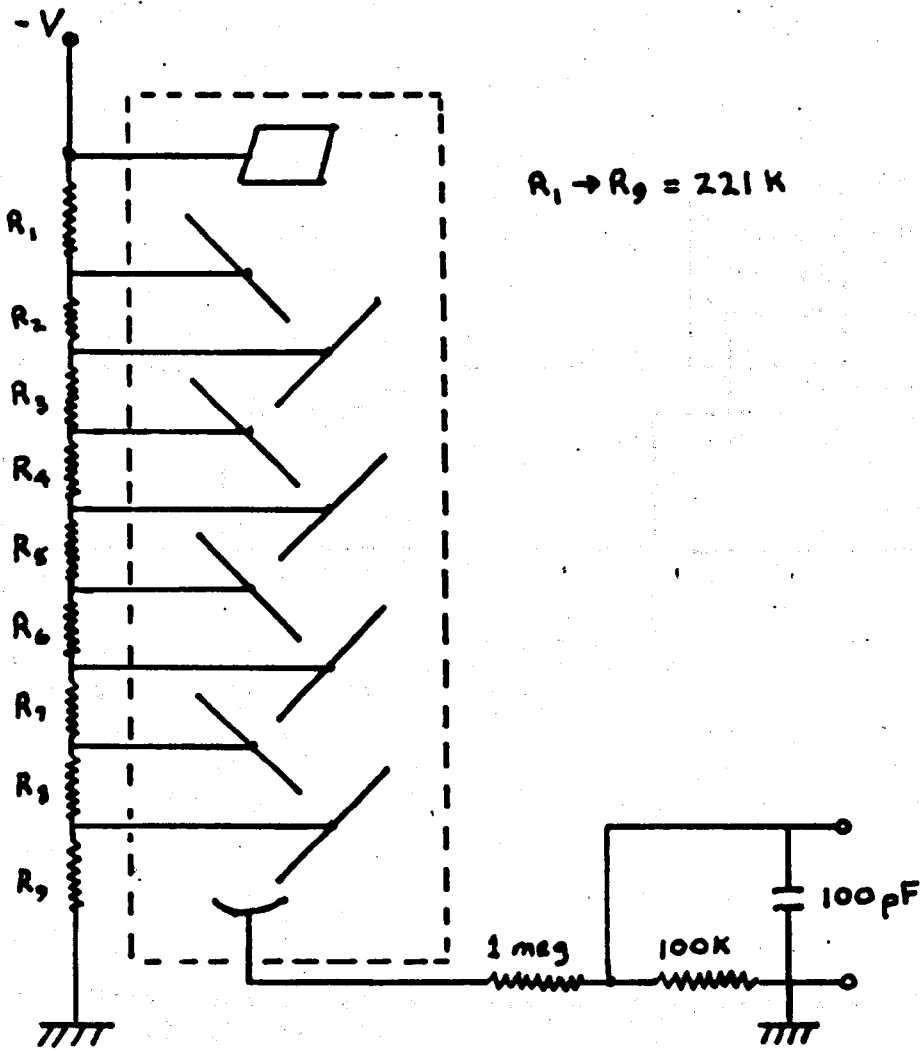 -V
R₁ → R₉ = 221 K
R₁
R₂
R₃
R₄
R₅
R₆
R₇
R₈
R₉
1 meg
100K
100 pF